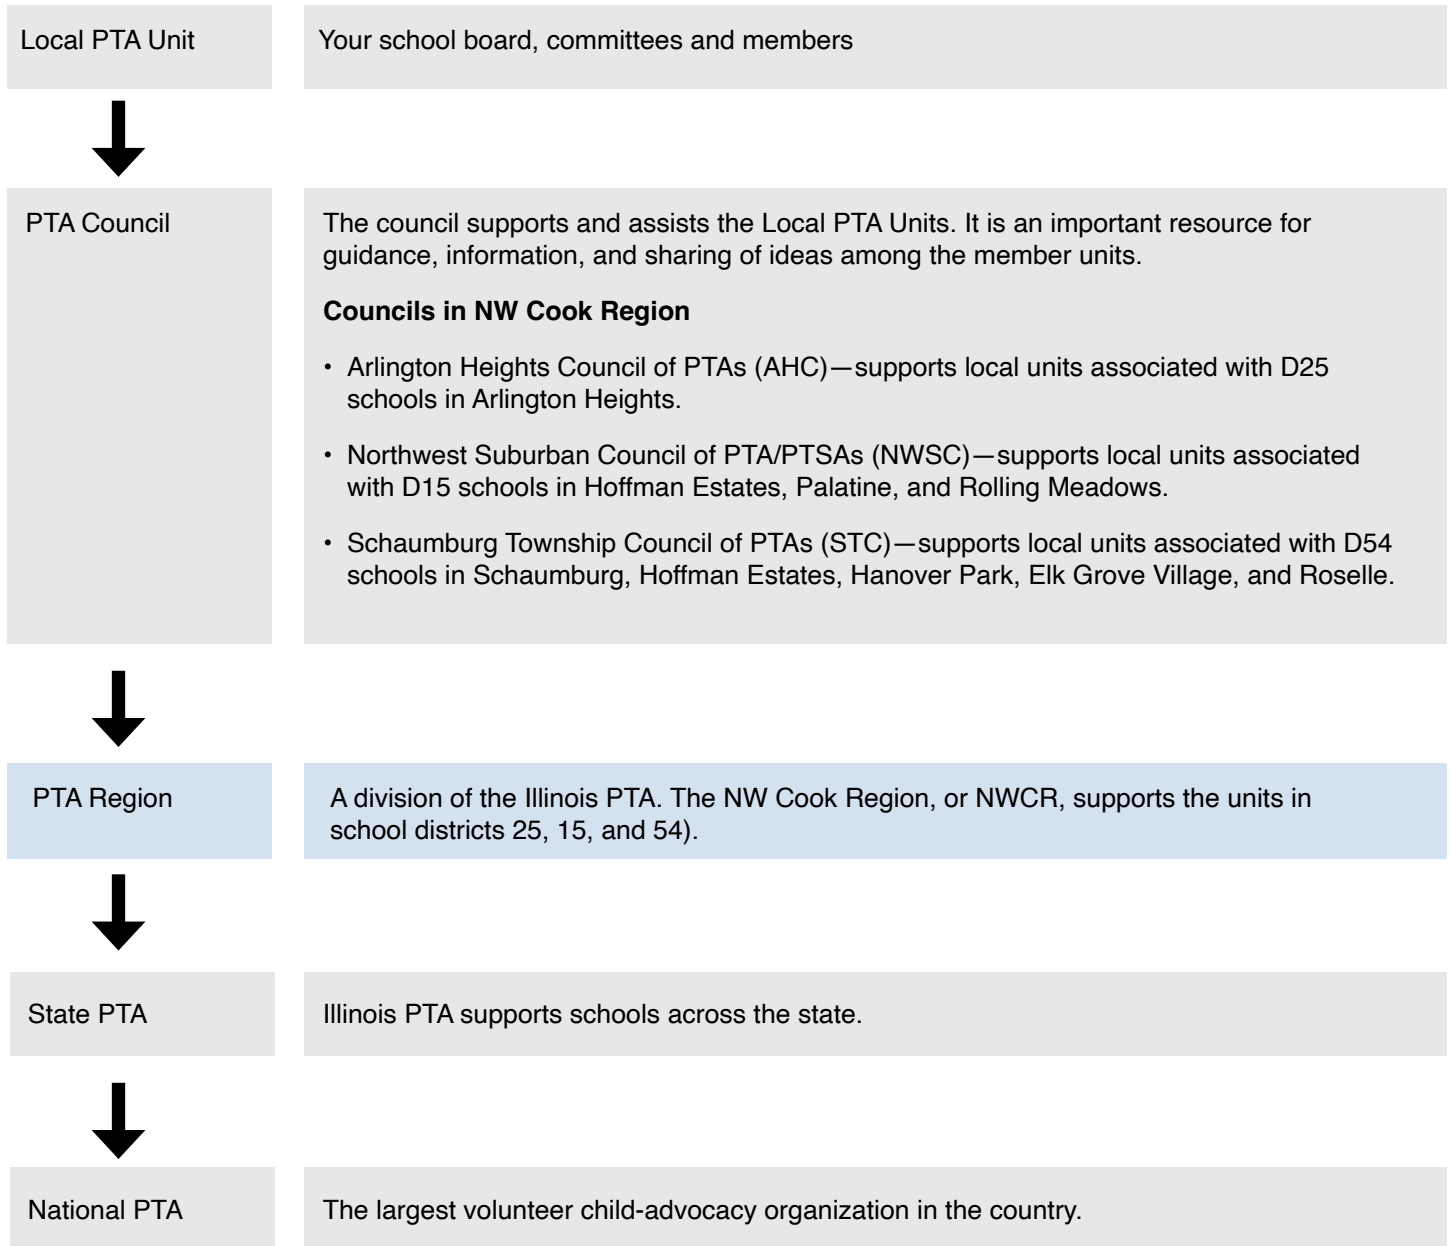 Local PTA Unit
Your school board, committees and members
PTA Council
The council supports and assists the Local PTA Units. It is an important resource for
guidance, information, and sharing of ideas among the member units.
Councils in NW Cook Region
• Arlington Heights Council of PTAs (AHC)—supports local units associated with D25
schools in Arlington Heights.
• Northwest Suburban Council of PTA/PTSAs (NWSC)—supports local units associated
with D15 schools in Hoffman Estates, Palatine, and Rolling Meadows.
• Schaumburg Township Council of PTAs (STC)—supports local units associated with D54
schools in Schaumburg, Hoffman Estates, Hanover Park, Elk Grove Village, and Roselle.
PTA Region
A division of the Illinois PTA. The NW Cook Region, or NWCR, supports the units in
school districts 25, 15, and 54).
State PTA
Illinois PTA supports schools across the state.
National PTA
The largest volunteer child-advocacy organization in the country.